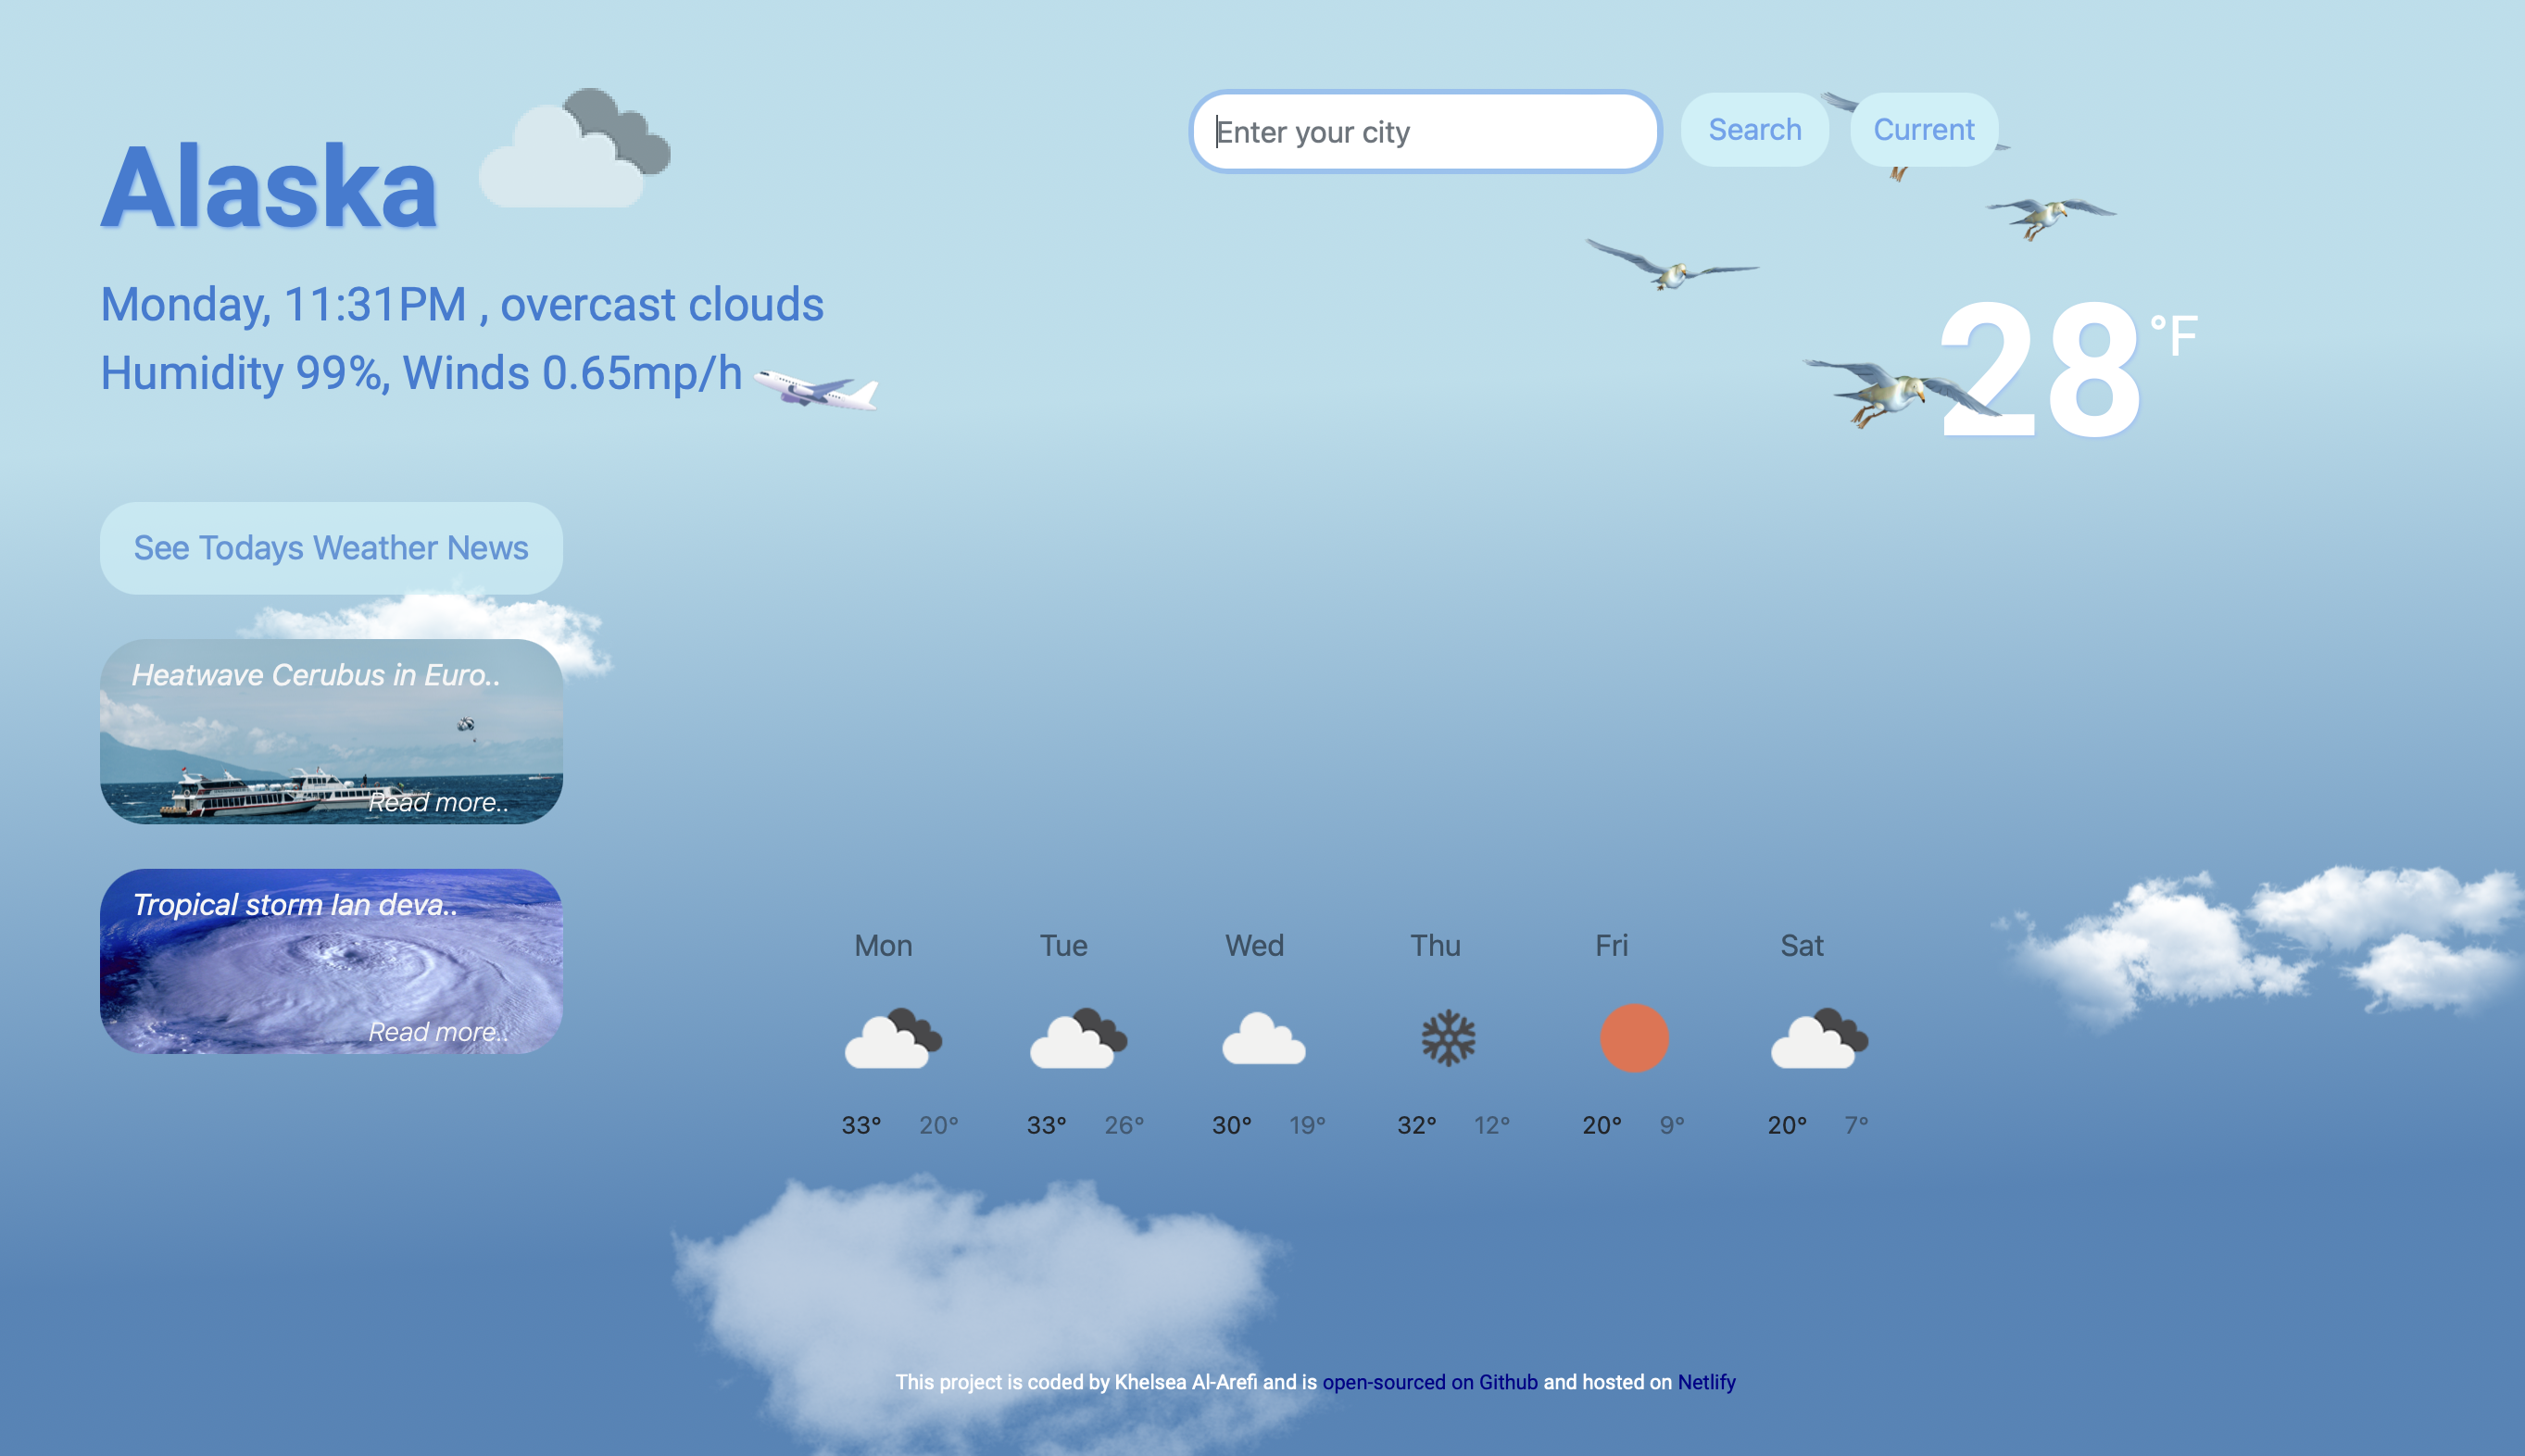 Alaska
Enter your city
Search
Current
Monday, 11:31PM , overcast clouds
Humidity 99%, Winds 0.65mp/h
28 °F
See Todays Weather News
Heatwave Cerubus in Euro..
Read more..
Tropical storm Ian deva..
Read more..
Mon Tue Wed Thu Fri Sat
33° 20° 33° 26° 30° 19° 32° 12° 20° 9° 20° 7°
This project is coded by Khelsea Al-Arefi and is open-sourced on Github and hosted on Netlify